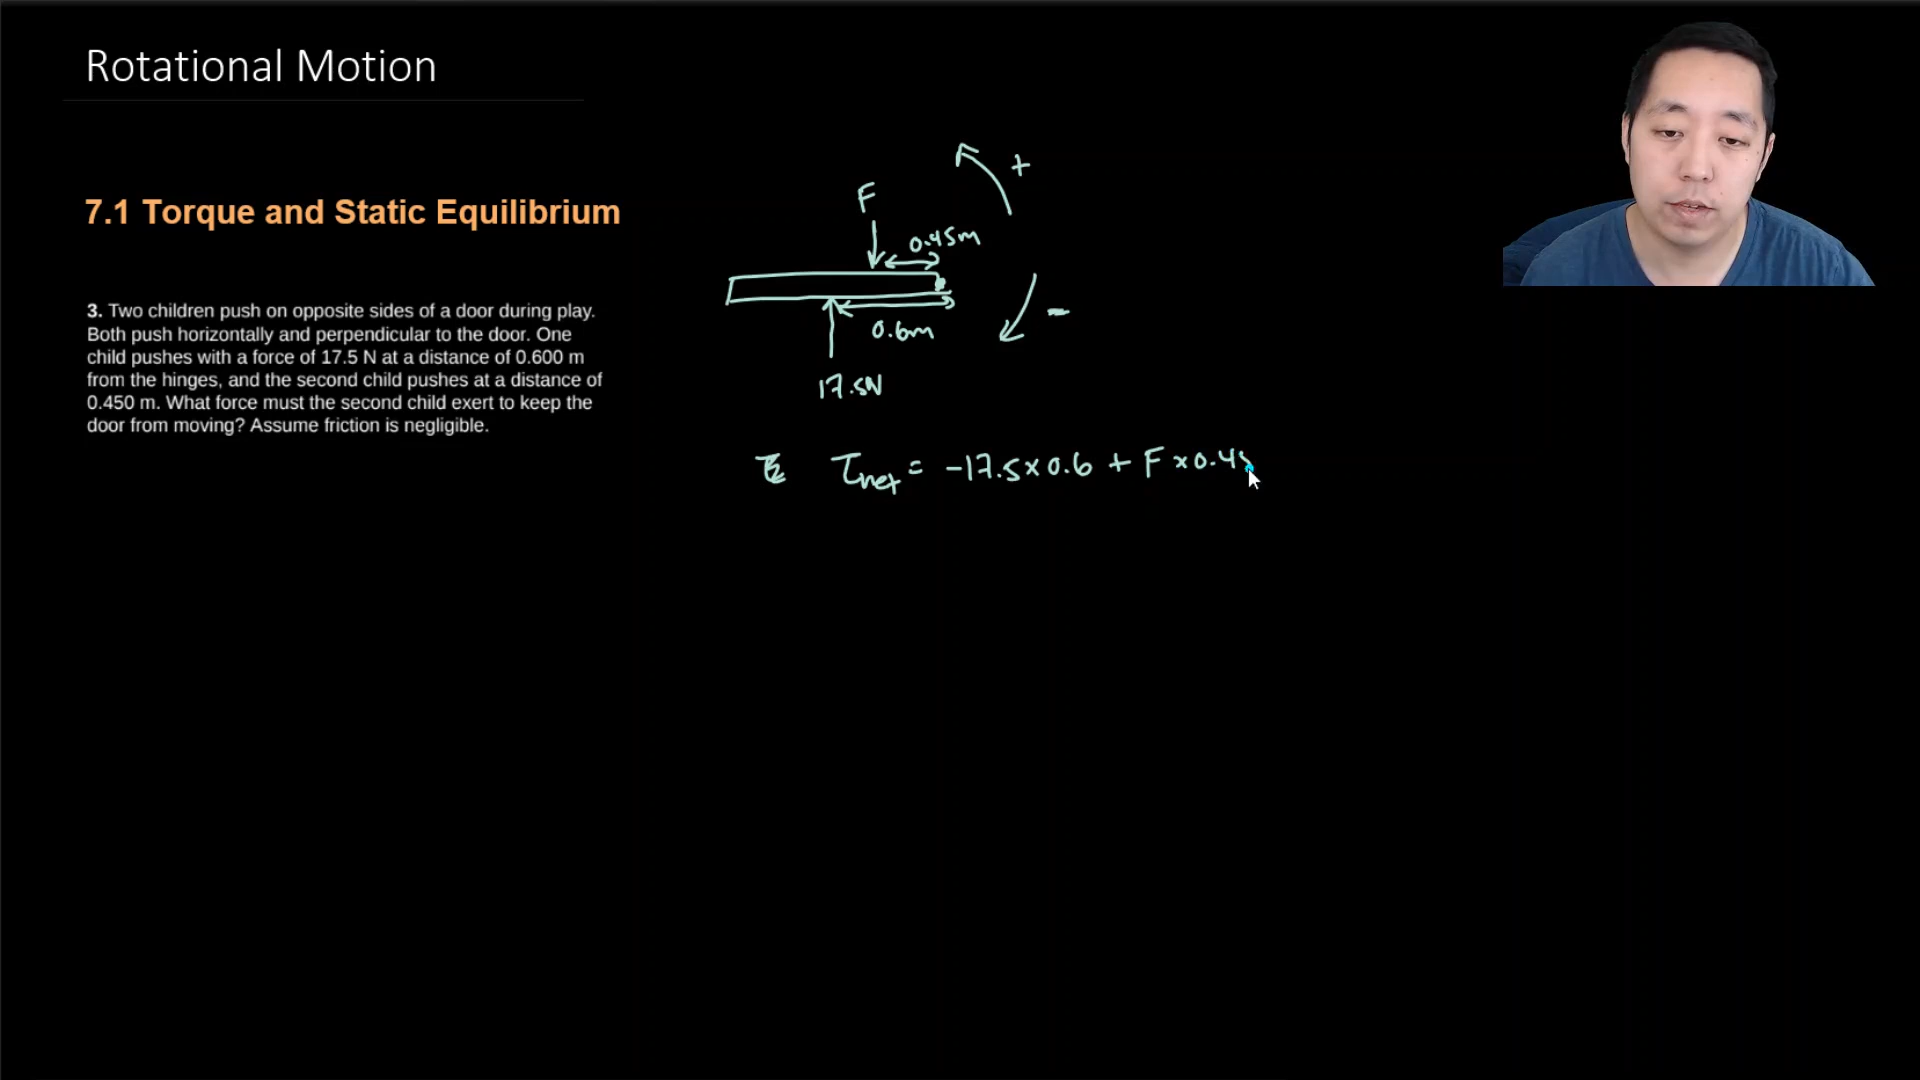 Rotational Motion
7.1 Torque and Static Equilibrium
3. Two children push on opposite sides of a door during play.
Both push horizontally and perpendicular to the door. One
child pushes with a force of 17.5 N at a distance of 0.600 m
from the hinges, and the second child pushes at a distance of
0.450 m. What force must the second child exert to keep the
door from moving? Assume friction is negligible.
+
F
0.45m
-
0.6m
17.5N
τnet = -17.5×0.6 + F×0.45